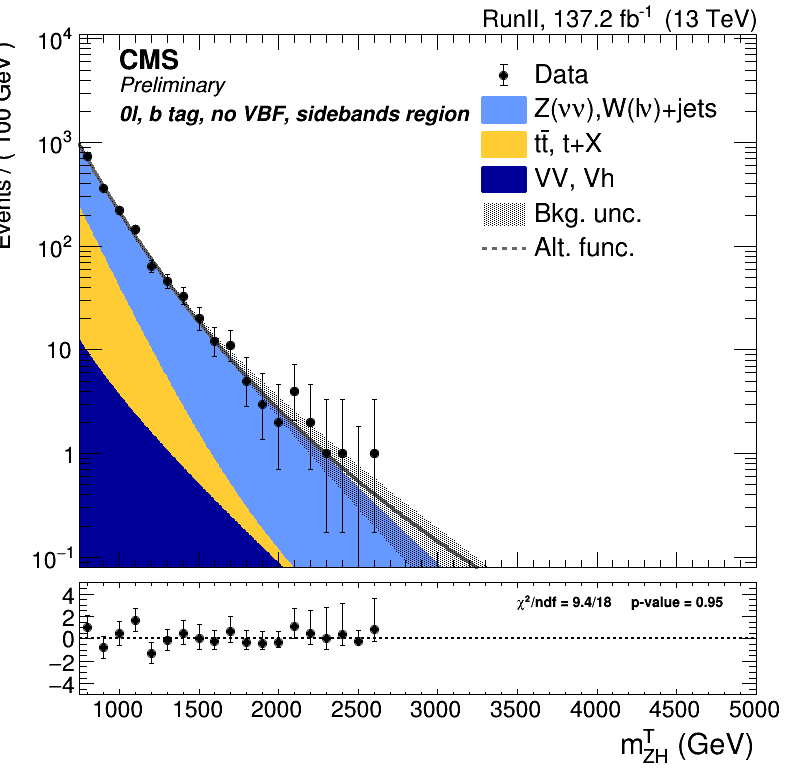 RunII, 137.2 fb⁻¹ (13 TeV)
CMS
Preliminary
0l, b tag, no VBF, sidebands region
Data
Z(νν),W(lν)+jets
tt̄, t+X
VV, Vh
Bkg. unc.
Alt. func.
Events / ( 100 GeV )
10⁴
10³
10²
10
1
10⁻¹
χ²/ndf = 9.4/18 p-value = 0.95
4
2
0
−2
−4
1000 1500 2000 2500 3000 3500 4000 4500 5000
m^T_ZH (GeV)